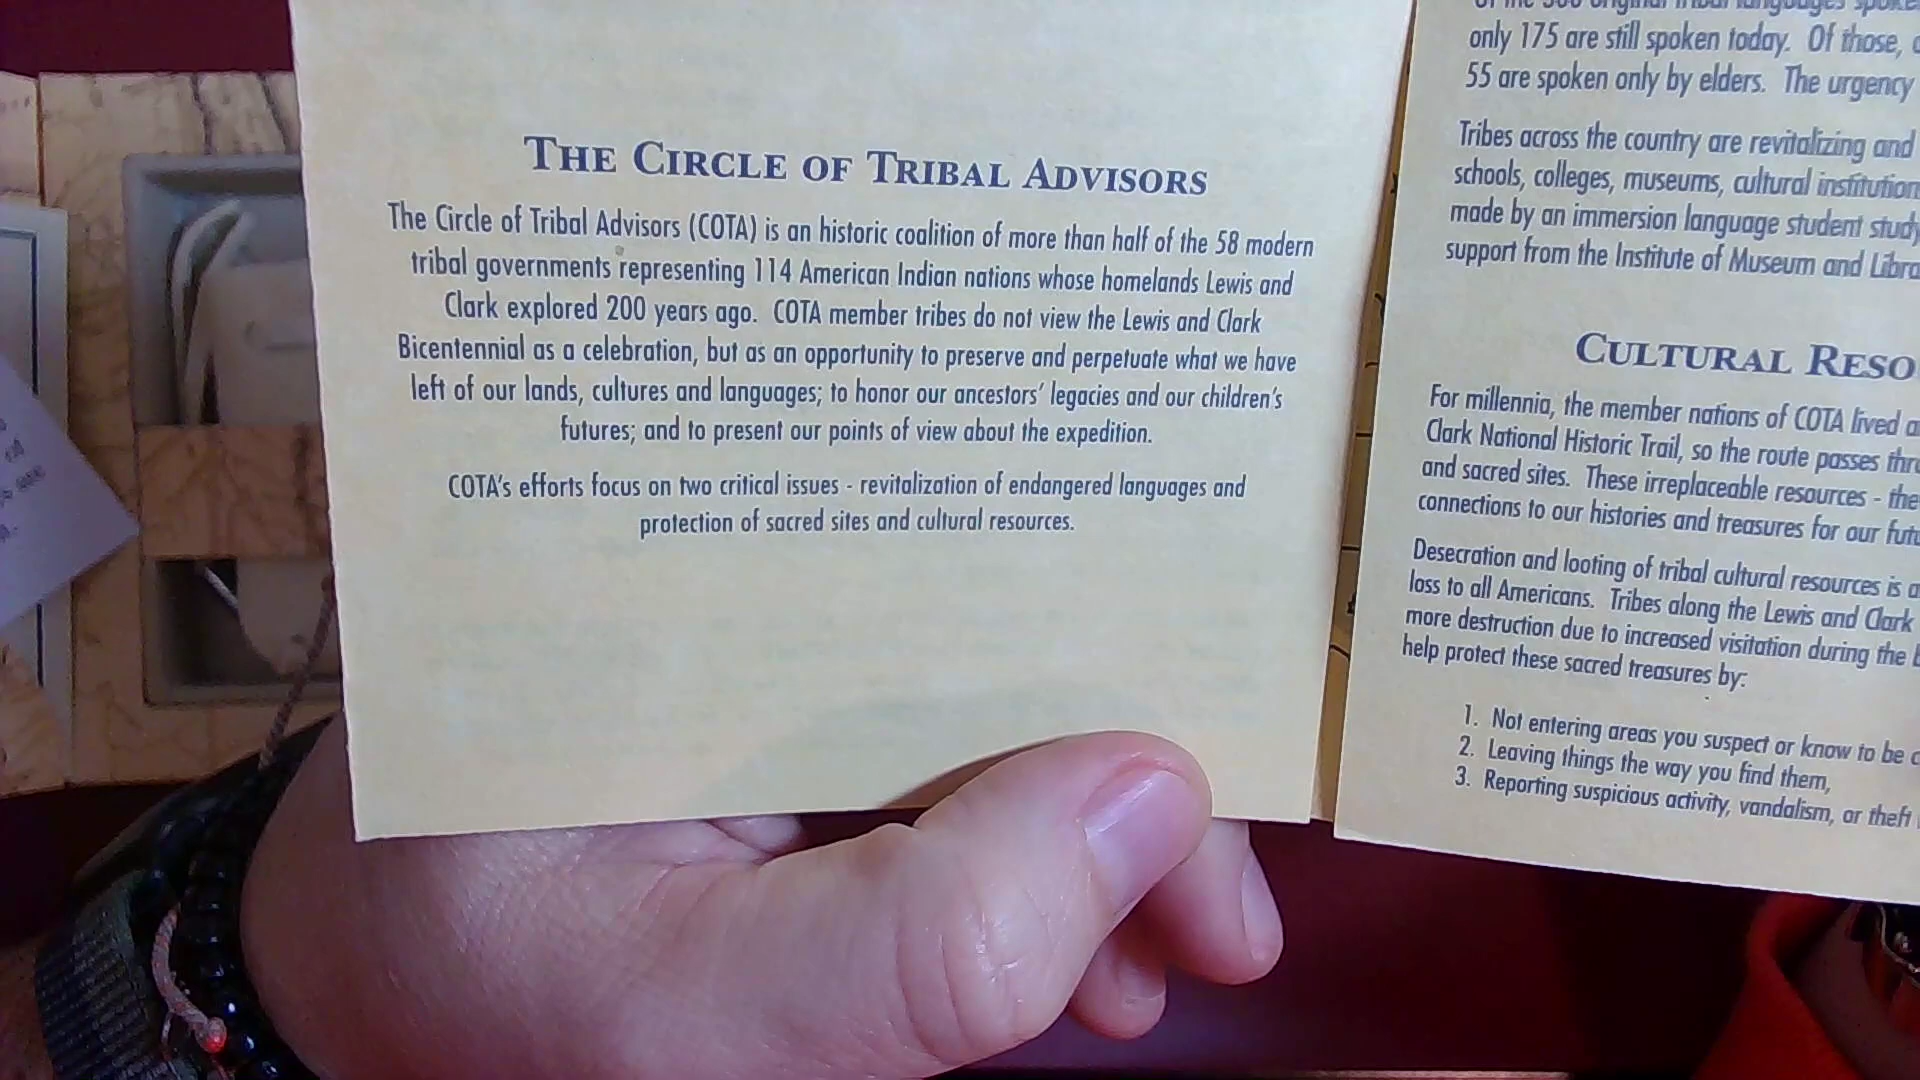 THE CIRCLE OF TRIBAL ADVISORS
The Circle of Tribal Advisors (COTA) is an historic coalition of more than half of the 58 modern
tribal governments representing 114 American Indian nations whose homelands Lewis and
Clark explored 200 years ago. COTA member tribes do not view the Lewis and Clark
Bicentennial as a celebration, but as an opportunity to preserve and perpetuate what we have
left of our lands, cultures and languages; to honor our ancestors' legacies and our children's
futures; and to present our points of view about the expedition.
COTA's efforts focus on two critical issues - revitalization of endangered languages and
protection of sacred sites and cultural resources.
original tribal languages
only 175 are still spoken today. Of those,
55 are spoken only by elders. The urgency
Tribes across the country are revitalizing and
schools, colleges, museums, cultural
made by an immersion language student
support from the Institute of Museum and
CULTURAL
For millennia, the member nations of COTA lived
Clark National Historic Trail, so the route passes
and sacred sites. These irreplaceable resources -
connections to our histories and treasures for our
Desecration and looting of tribal cultural resources is
loss to all Americans. Tribes along the Lewis and Clark
more destruction due to increased visitation during the
help protect these sacred treasures by:
1. Not entering areas you suspect or know to be
2. Leaving things the way you find them,
3. Reporting suspicious activity, vandalism, or theft